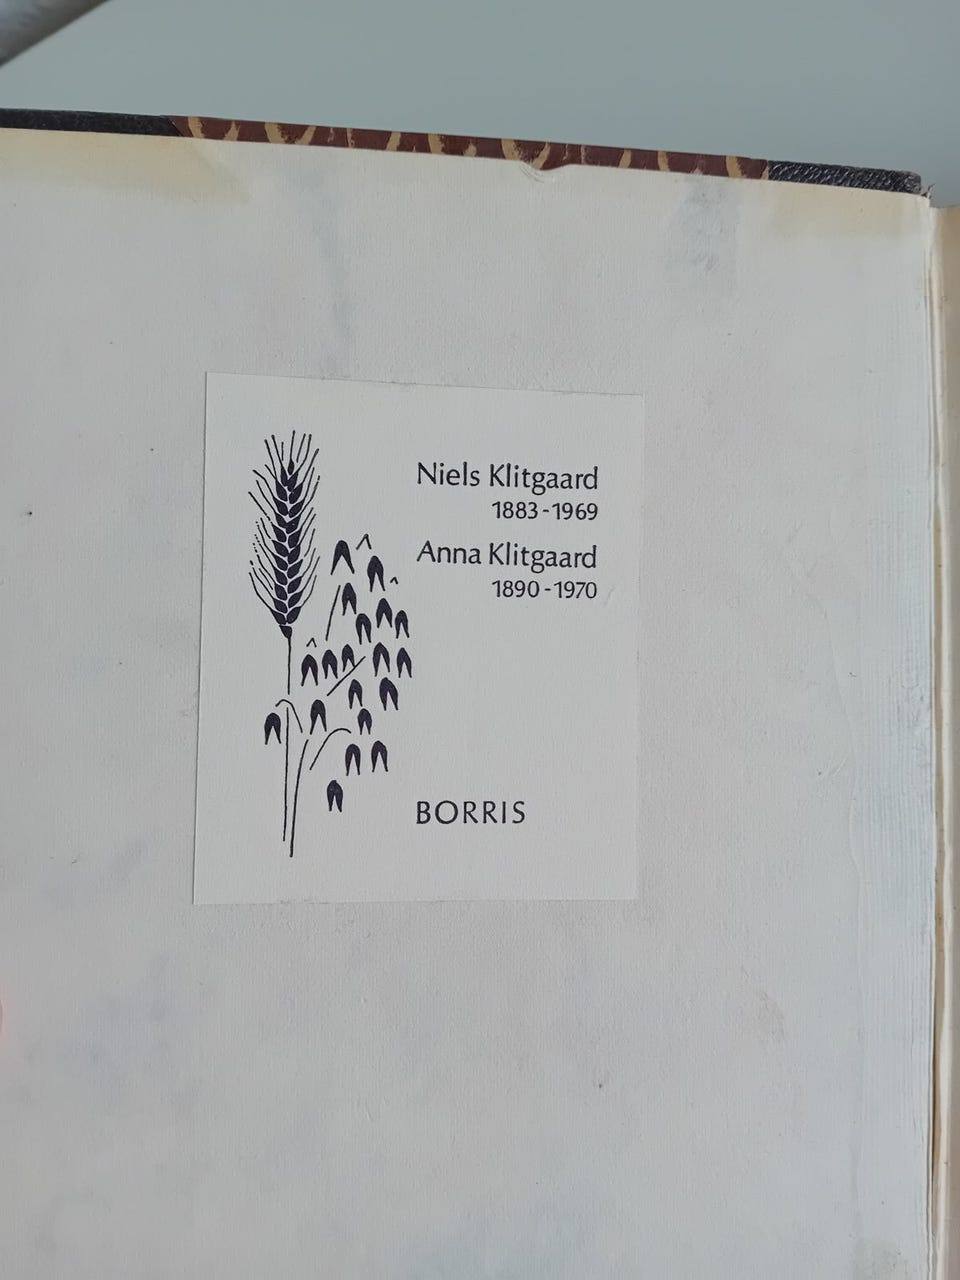 Niels Klitgaard
1883-1969
Anna Klitgaard
1890-1970
BORRIS